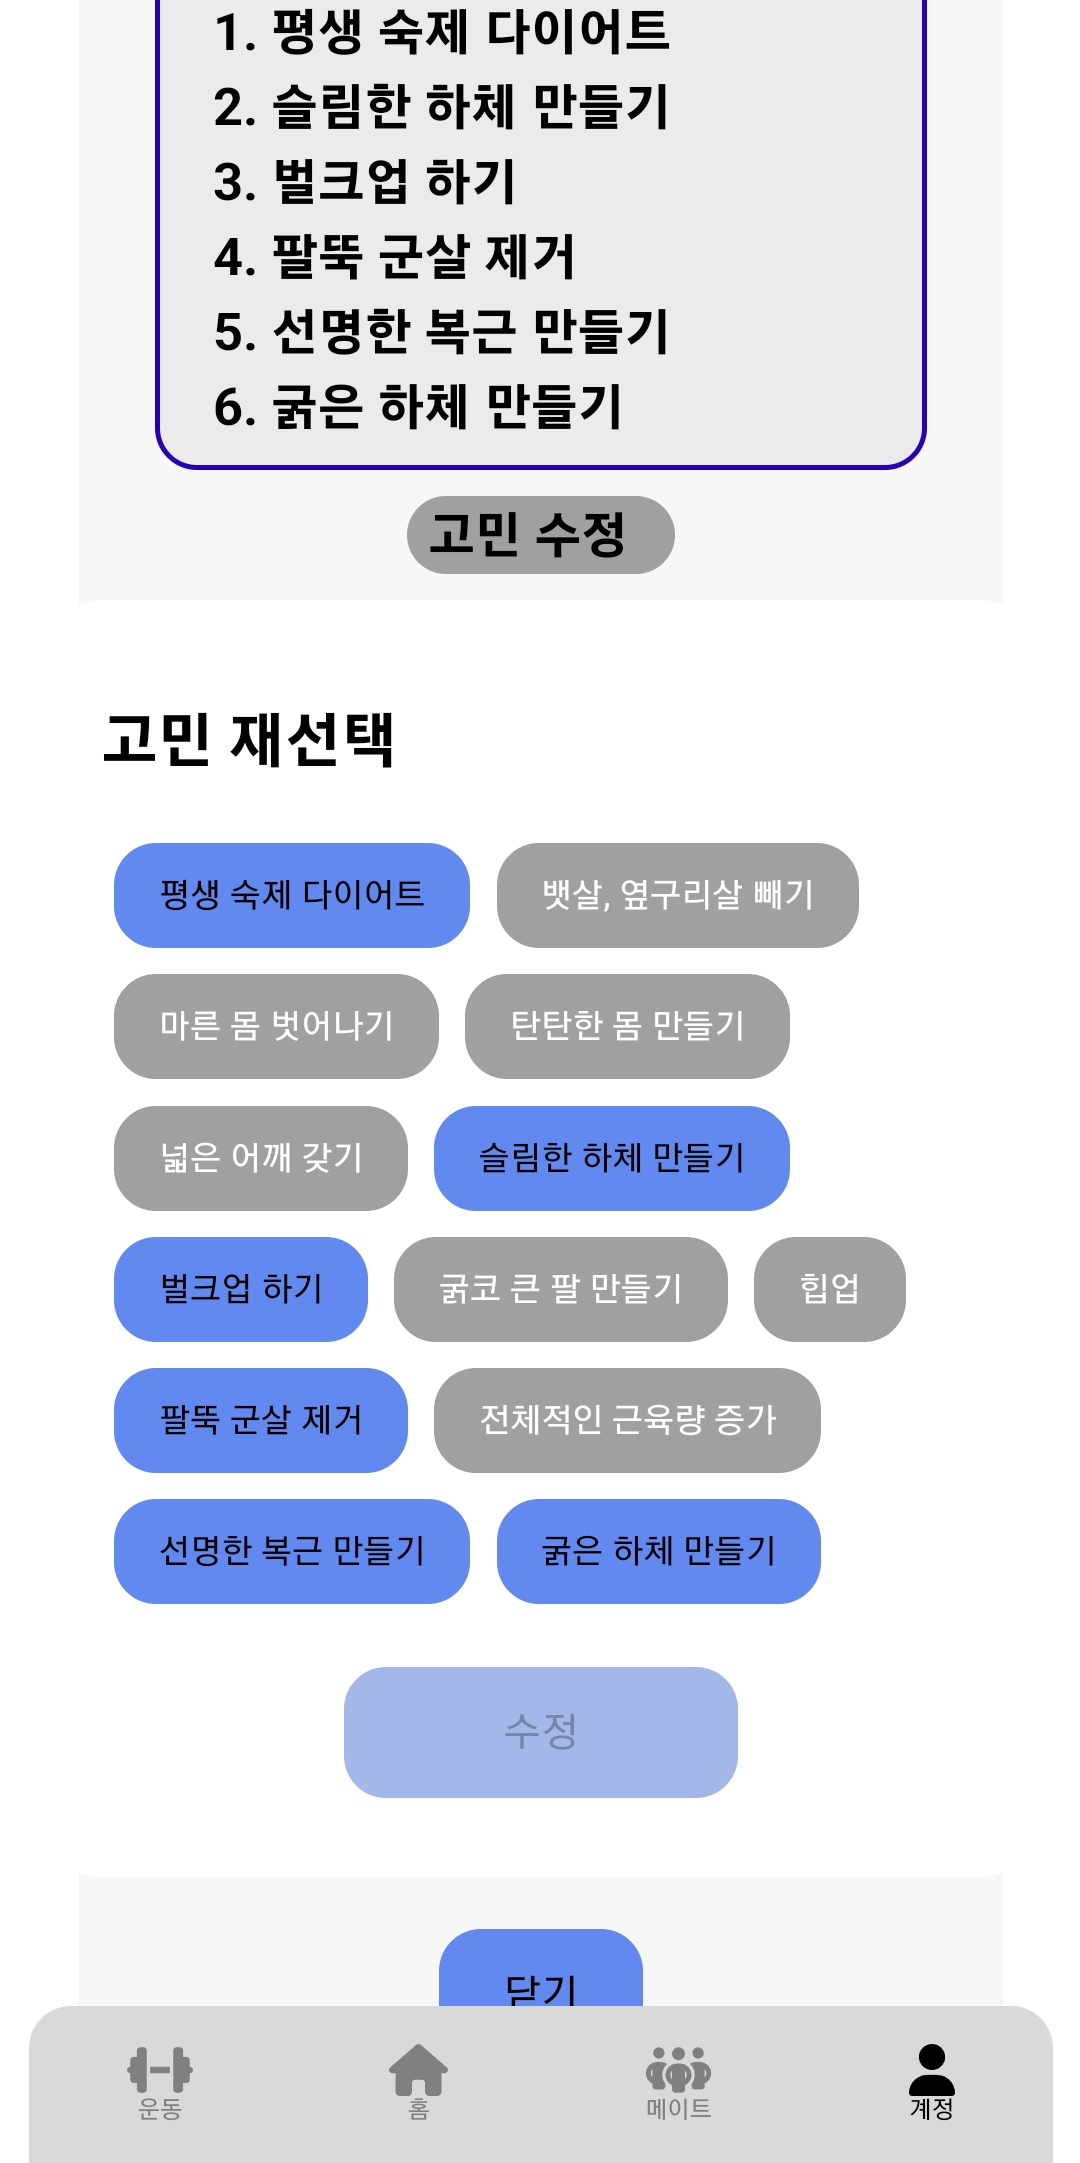 1. 평생 숙제 다이어트
2. 슬림한 하체 만들기
3. 벌크업 하기
4. 팔뚝 군살 제거
5. 선명한 복근 만들기
6. 굵은 하체 만들기
고민 수정
고민 재선택
평생 숙제 다이어트 뱃살, 옆구리살 빼기
마른 몸 벗어나기 탄탄한 몸 만들기
넓은 어깨 갖기 슬림한 하체 만들기
벌크업 하기 굵코 큰 팔 만들기 힙업
팔뚝 군살 제거 전체적인 근육량 증가
선명한 복근 만들기 굵은 하체 만들기
수정
닫기
운동 홈 메이트 계정